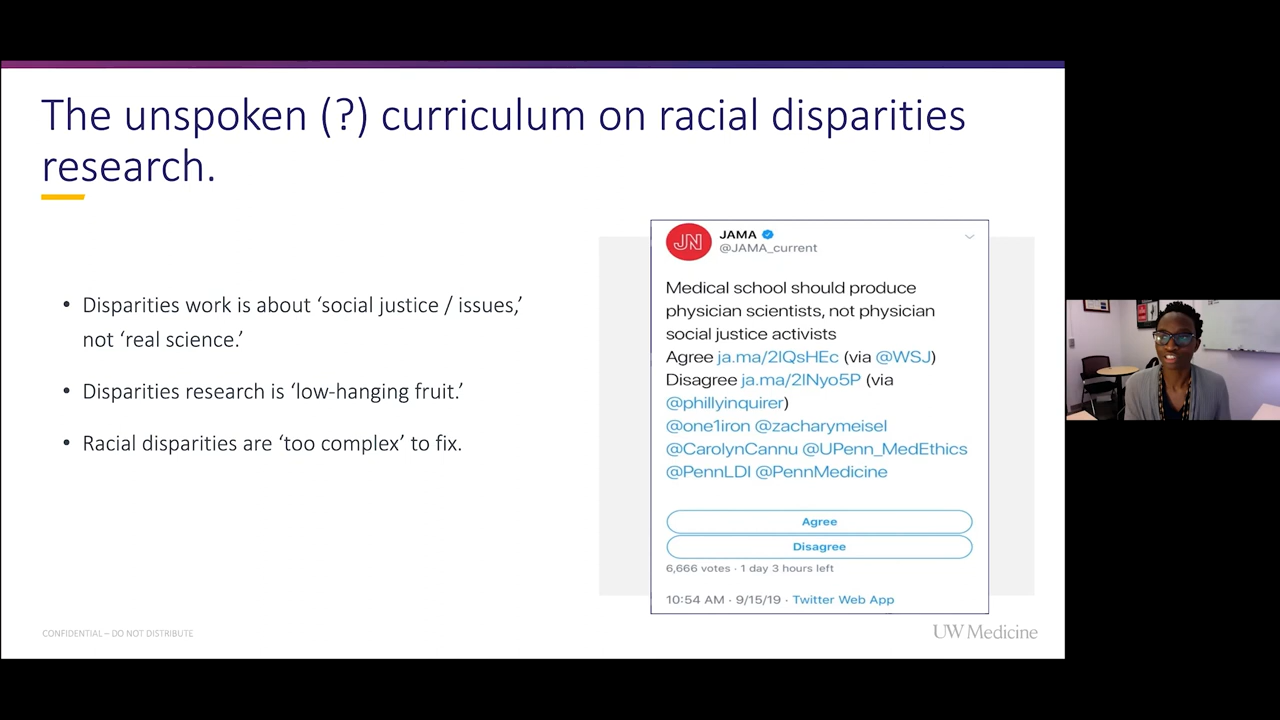 The unspoken (?) curriculum on racial disparities
research.
• Disparities work is about ‘social justice / issues,’
not ‘real science.’
• Disparities research is ‘low-hanging fruit.’
• Racial disparities are ‘too complex’ to fix.
JN
JAMA
@JAMA_current
Medical school should produce
physician scientists, not physician
social justice activists
Agree ja.ma/2lQsHEc (via @WSJ)
Disagree ja.ma/2lNyo5P (via
@phillyinquirer)
@one1iron @zacharymeisel
@CarolynCannu @UPenn_MedEthics
@PennLDI @PennMedicine
Agree
Disagree
6,666 votes · 1 day 3 hours left
10:54 AM · 9/15/19 · Twitter Web App
CONFIDENTIAL – DO NOT DISTRIBUTE
UW Medicine